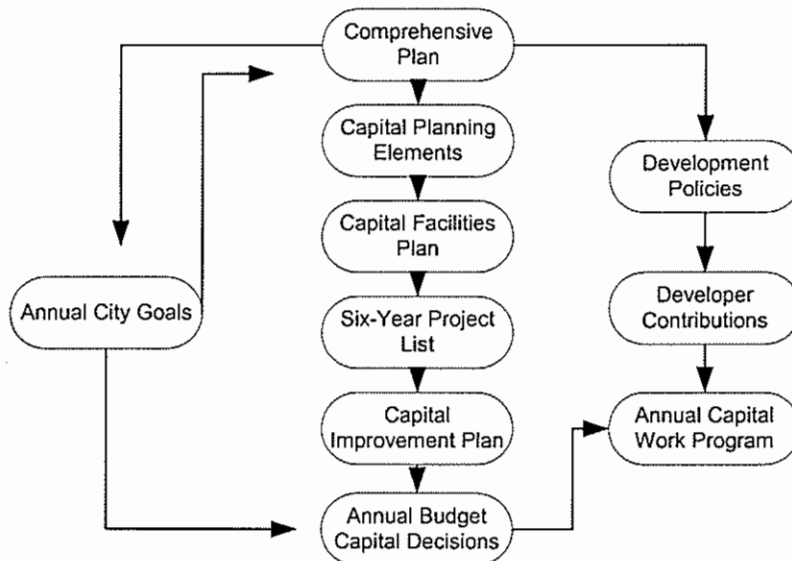 Comprehensive
Plan
Capital Planning
Elements
Development
Policies
Capital Facilities
Plan
Annual City Goals
Developer
Contributions
Six-Year Project
List
Capital
Improvement Plan
Annual Capital
Work Program
Annual Budget
Capital Decisions